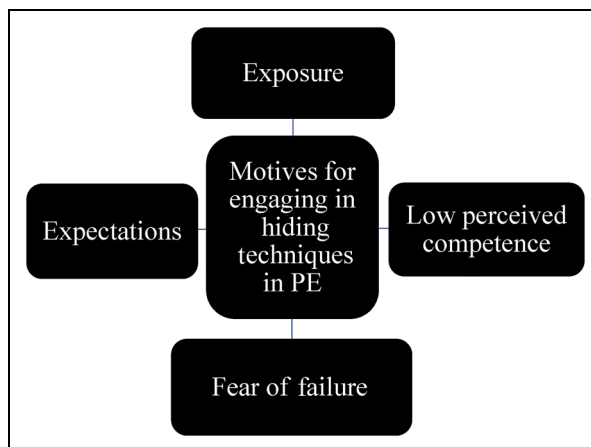 Exposure
Motives for
engaging in
hiding
techniques
in PE
Expectations
Low perceived
competence
Fear of failure